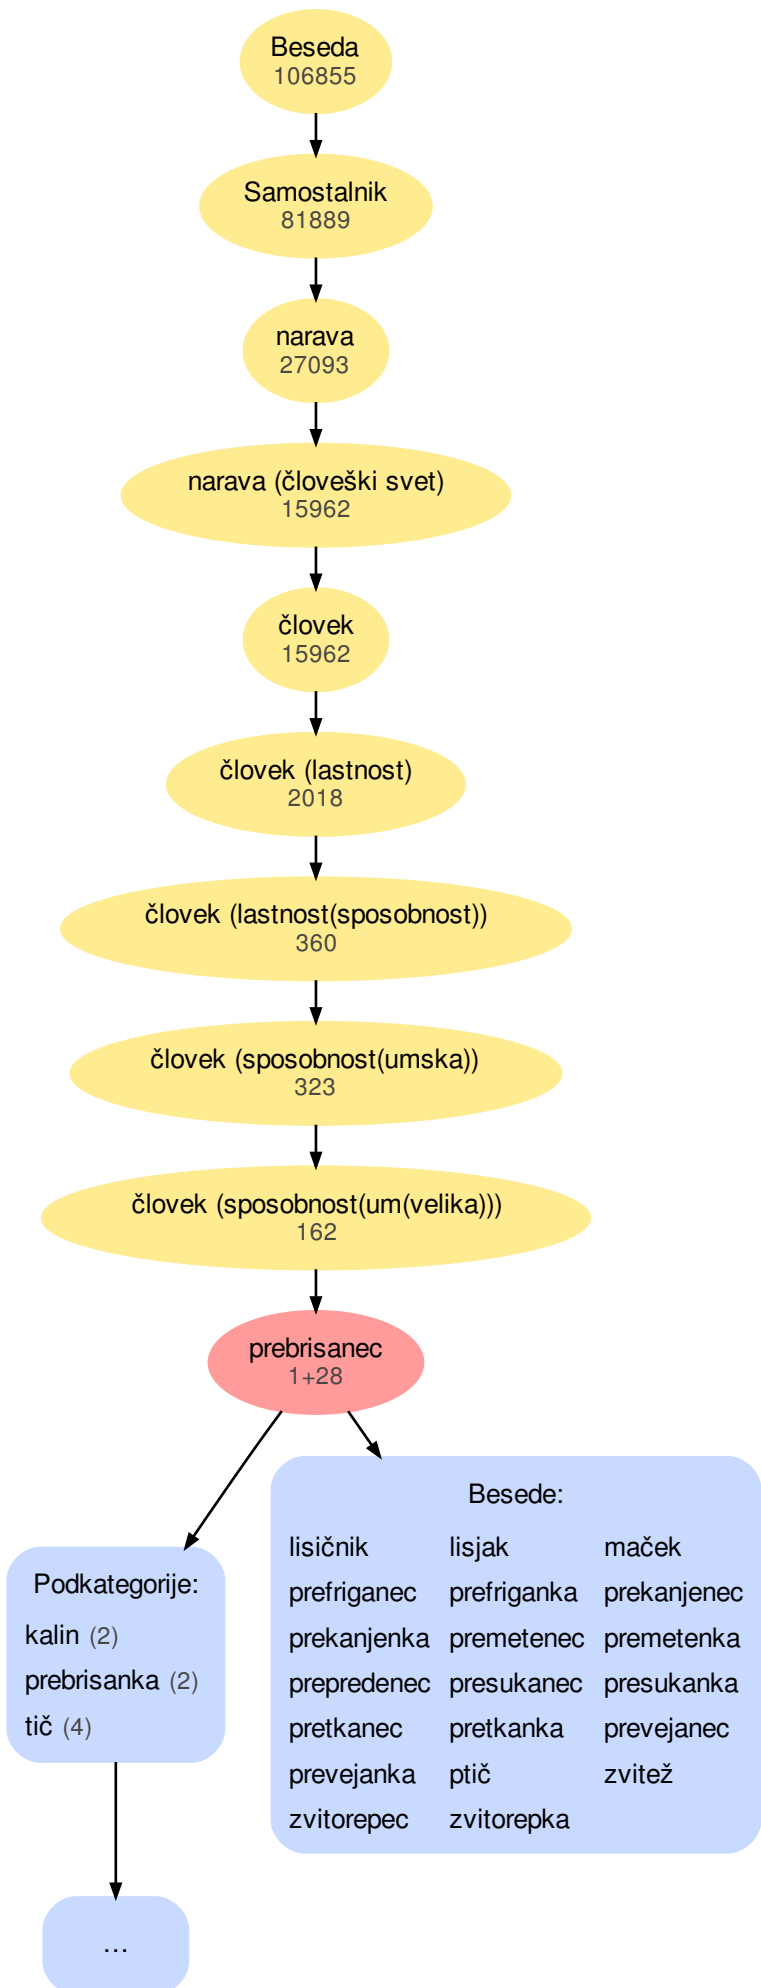 Beseda
106855
Samostalnik
81889
narava
27093
narava (človeški svet)
15962
človek
15962
človek (lastnost)
2018
človek (lastnost(sposobnost))
360
človek (sposobnost(umska))
323
človek (sposobnost(um(velika)))
162
prebrisanec
1+28
Podkategorije:
kalin (2)
prebrisanka (2)
tič (4)
...
Besede:
lisičnik lisjak maček
prefriganec prefriganka prekanjenec
prekanjenka premetenec premetenka
prepredenec presukanec presukanka
pretkanec pretkanka prevejanec
prevejanka ptič zvitež
zvitorepec zvitorepka